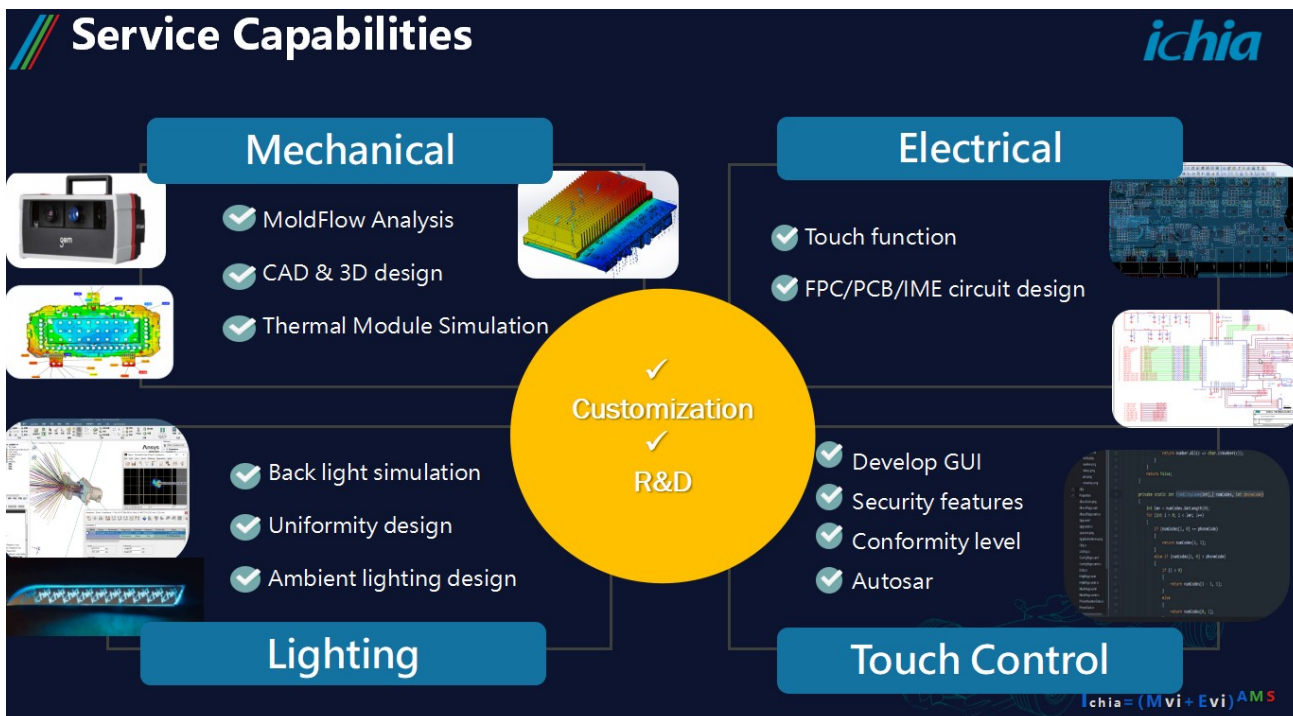 Service Capabilities
ichia
Mechanical
MoldFlow Analysis
CAD & 3D design
Thermal Module Simulation
gem
Electrical
Touch function
FPC/PCB/IME circuit design
Customization
R&D
Back light simulation
Uniformity design
Ambient lighting design
Lighting
Ansys
Develop GUI
Security features
Conformity level
Autosar
Touch Control
Ichia=(Mvi+Evi)AMS